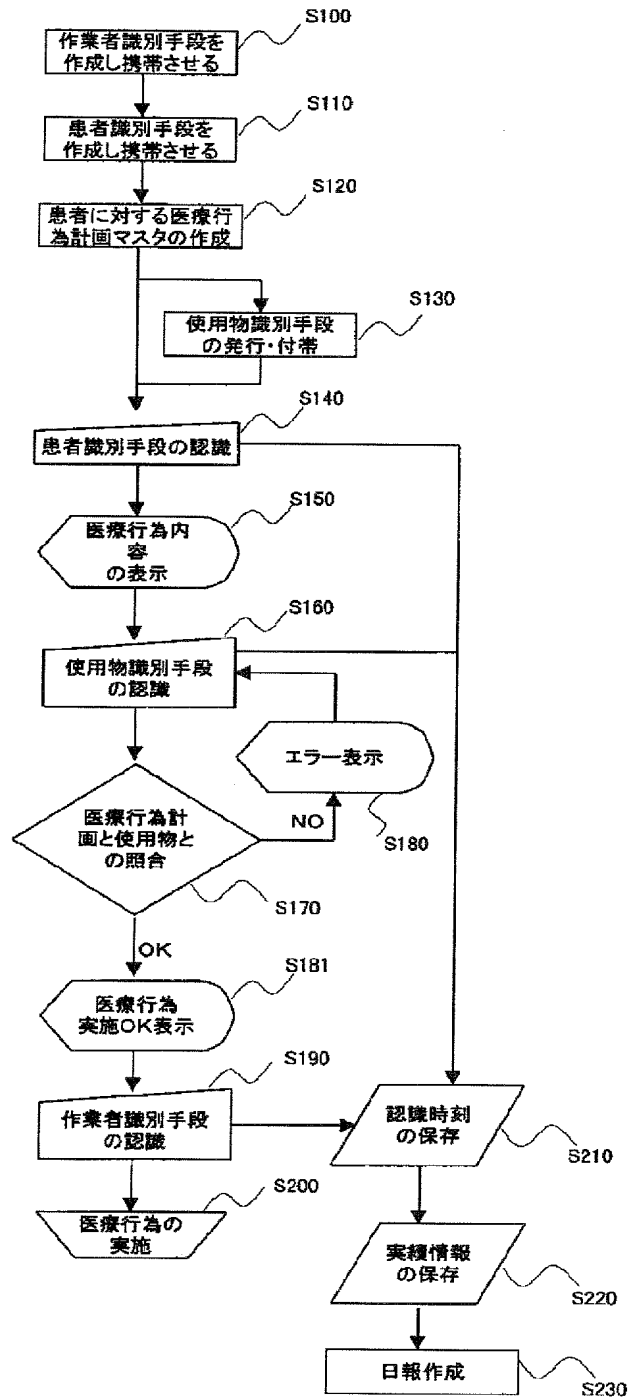 S100
作業者識別手段を
作成し携帯させる
S110
患者識別手段を
作成し携帯させる
S120
患者に対する医療行
為計画マスタの作成
S130
使用物識別手段
の発行・付帯
S140
患者識別手段の認識
S150
医療行為内
容
の表示
S160
使用物識別手段
の認識
エラー表示
S180
NO
医療行為計
画と使用物と
の照合
S170
OK
S181
医療行為
実施OK表示
S190
作業者識別手段
の認識
認識時刻
の保存
S210
S200
医療行為の
実施
実績情報
の保存
S220
日報作成
S230